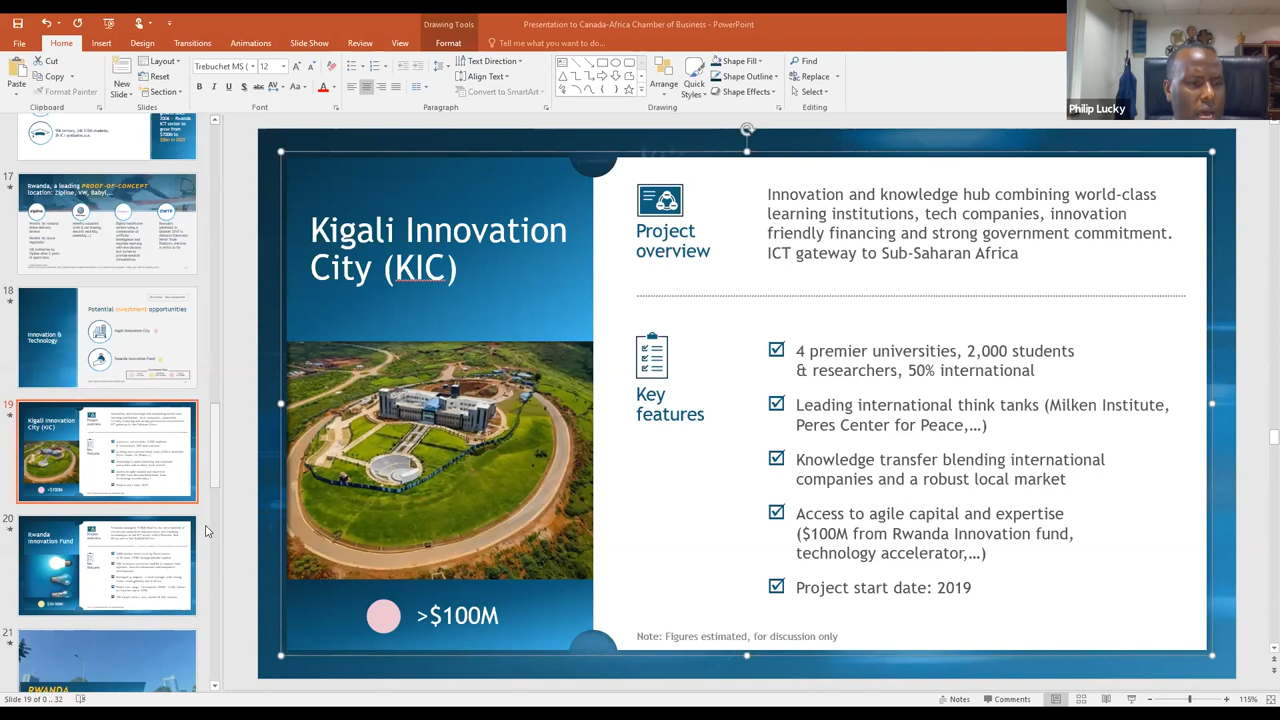 Drawing Tools
Presentation to Canada-Africa Chamber of Business - PowerPoint
File
Home
Insert
Design
Transitions
Animations
Slide Show
Review
View
Format
Tell me what you want to do...
Philip Lucky
Paste
Cut
Copy
Format Painter
Clipboard
New
Slide
Layout
Reset
Section
Slides
Trebuchet MS (
12
Font
Text Direction
Align Text
Convert to SmartArt
Paragraph
Arrange
Quick
Styles
Shape Fill
Shape Outline
Shape Effects
Drawing
Find
Replace
Select
Editing
17
Rwanda, a leading PROOF-OF-CONCEPT
location: Zipline, VW, Babyl,...
18
Innovation &
Technology
Potential investment opportunities
Kigali Innovation City
Rwanda Innovation Fund
19
Kigali Innovation
City (KIC)
>$100M
20
Rwanda
Innovation Fund
21
RWANDA
Kigali Innovation
City (KIC)
>$100M
Project
overview
Innovation and knowledge hub combining world-class
learning institutions, tech companies, innovation
friendly financing and strong government commitment.
ICT gateway to Sub-Saharan Africa
Key
features
4 premier universities, 2,000 students
& researchers, 50% international
Leading international think tanks (Milken Institute,
Peres Center for Peace,…)
Knowledge transfer blending international
companies and a robust local market
Access to agile capital and expertise
($100M from Rwanda Innovation fund,
technology accelerator,…)
Project start date: 2019
Note: Figures estimated, for discussion only
Slide 19 of 0 .. 32
Notes
Comments
115%